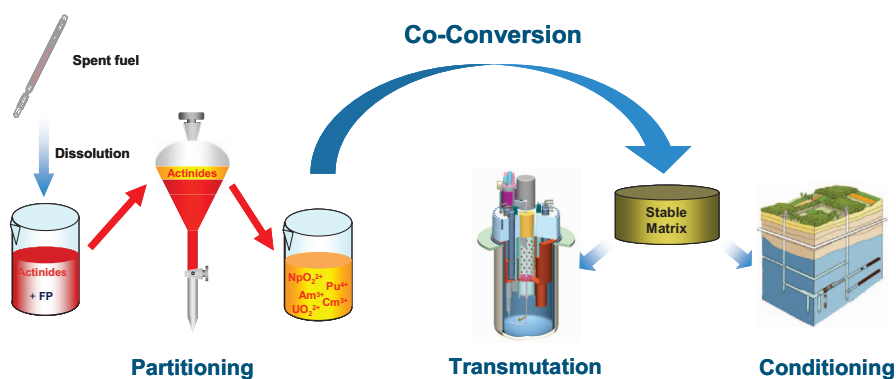 Co-Conversion
Spent fuel
Dissolution
Actinides
Actinides
+ FP
NpO₂²⁺
Pu⁴⁺
Am³⁺
Cm³⁺
UO₂²⁺
Stable
Matrix
Partitioning
Transmutation
Conditioning